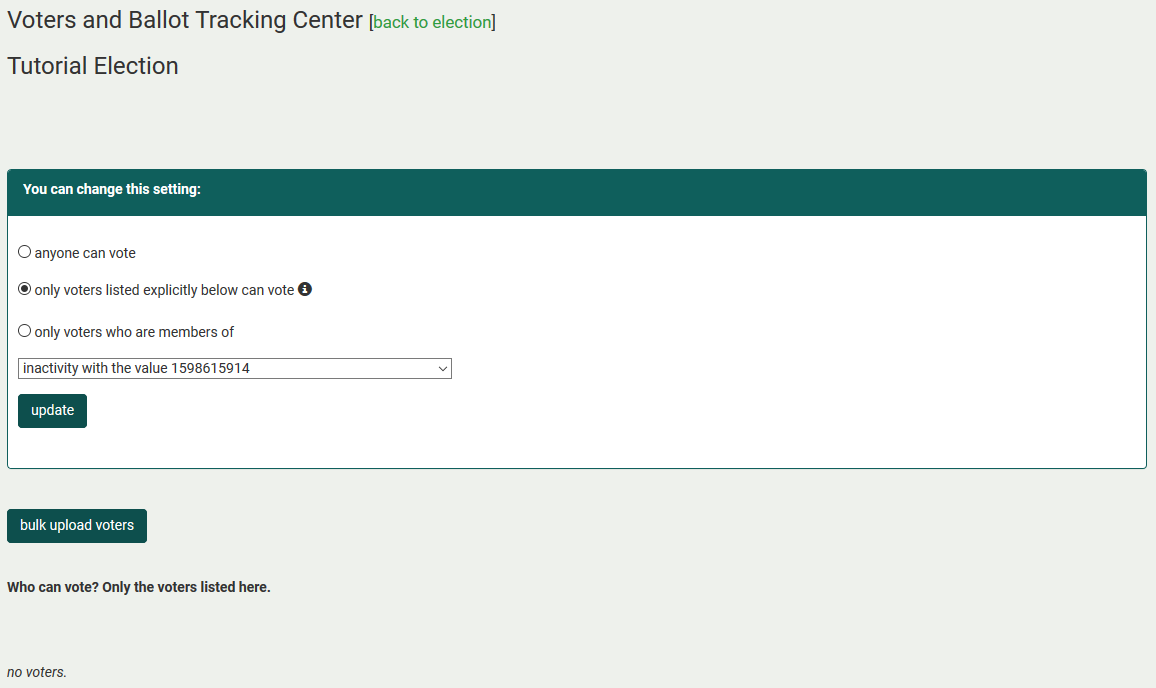 Voters and Ballot Tracking Center [back to election]
Tutorial Election
You can change this setting:
anyone can vote
only voters listed explicitly below can vote
only voters who are members of
inactivity with the value 1598615914
update
bulk upload voters
Who can vote? Only the voters listed here.
no voters.